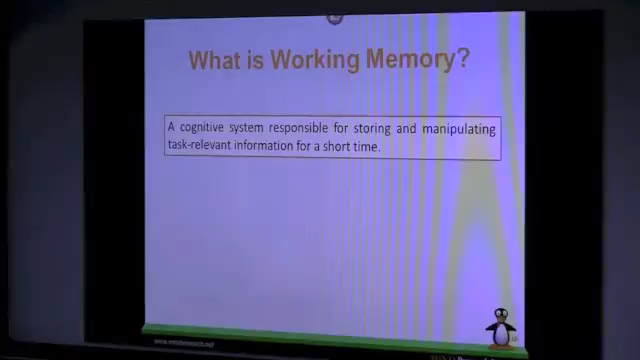 What is Working Memory?
A cognitive system responsible for storing and manipulating
task-relevant information for a short time.